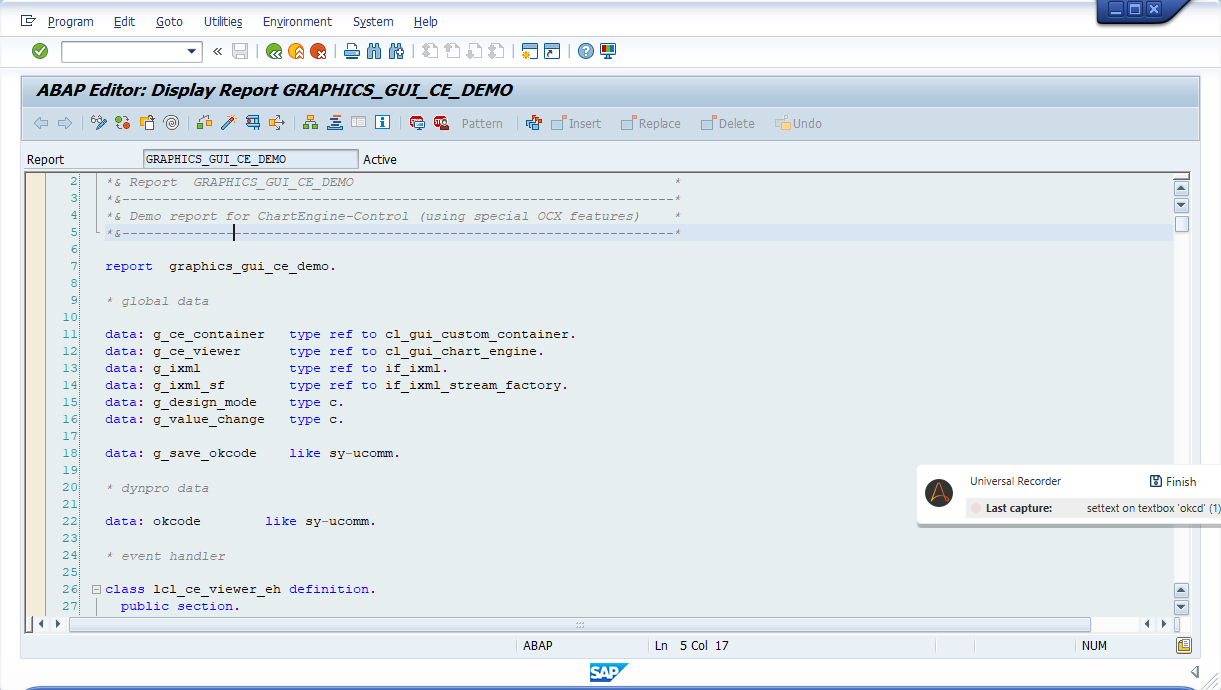 Program Edit Goto Utilities Environment System Help
ABAP Editor: Display Report GRAPHICS_GUI_CE_DEMO
Pattern Insert Replace Delete Undo
Report GRAPHICS_GUI_CE_DEMO Active
2 *& Report  GRAPHICS_GUI_CE_DEMO *
3 *&---------------------------------------------------------------------*
4 *& Demo report for ChartEngine-Control (using special OCX features) *
5 *&---------------------------------------------------------------------*
6
7 report  graphics_gui_ce_demo.
8
9 * global data
10
11 data: g_ce_container   type ref to cl_gui_custom_container.
12 data: g_ce_viewer      type ref to cl_gui_chart_engine.
13 data: g_ixml           type ref to if_ixml.
14 data: g_ixml_sf        type ref to if_ixml_stream_factory.
15 data: g_design_mode    type c.
16 data: g_value_change   type c.
17
18 data: g_save_okcode    like sy-ucomm.
19
20 * dynpro data
21
22 data: okcode        like sy-ucomm.
23
24 * event handler
25
26 class lcl_ce_viewer_eh definition.
27   public section.
Universal Recorder Finish
Last capture: settext on textbox 'okcd' (1)
ABAP Ln 5 Col 17 NUM
SAP